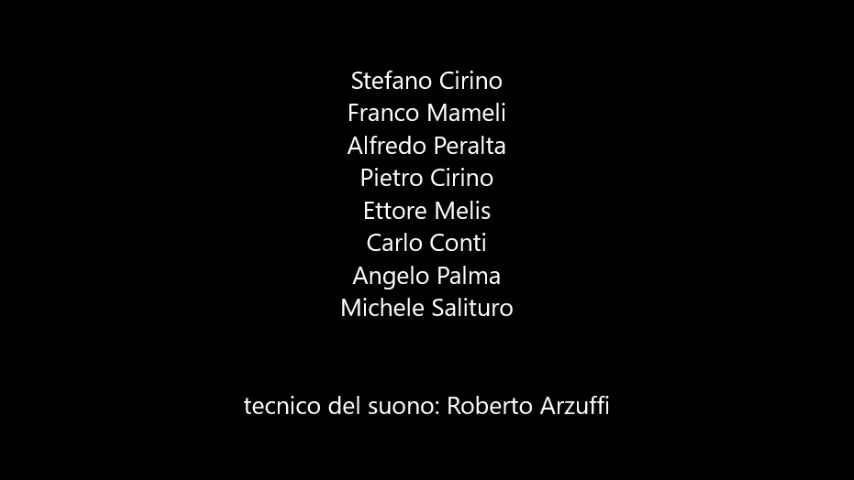 Stefano Cirino
Franco Mameli
Alfredo Peralta
Pietro Cirino
Ettore Melis
Carlo Conti
Angelo Palma
Michele Salituro
tecnico del suono: Roberto Arzuffi